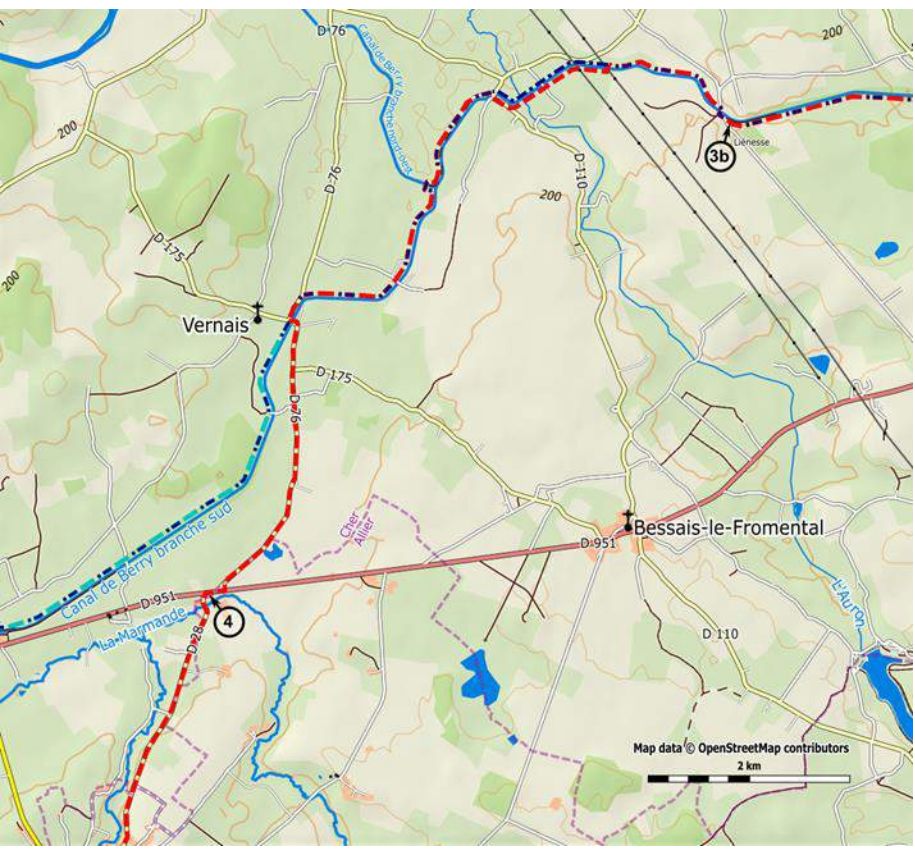 D 76
200
Canal de Berry branche nord-oest
200
3b
Liénesse
D 76
D 110
200
D 175
200
Vernais
D 175
D 76
Cher
Allier
Bessais-le-Fromental
D 951
Canal de Berry branche sud
D 951
La Marmande
4
D 28
L'Auron
D 110
Map data © OpenStreetMap contributors
2 km